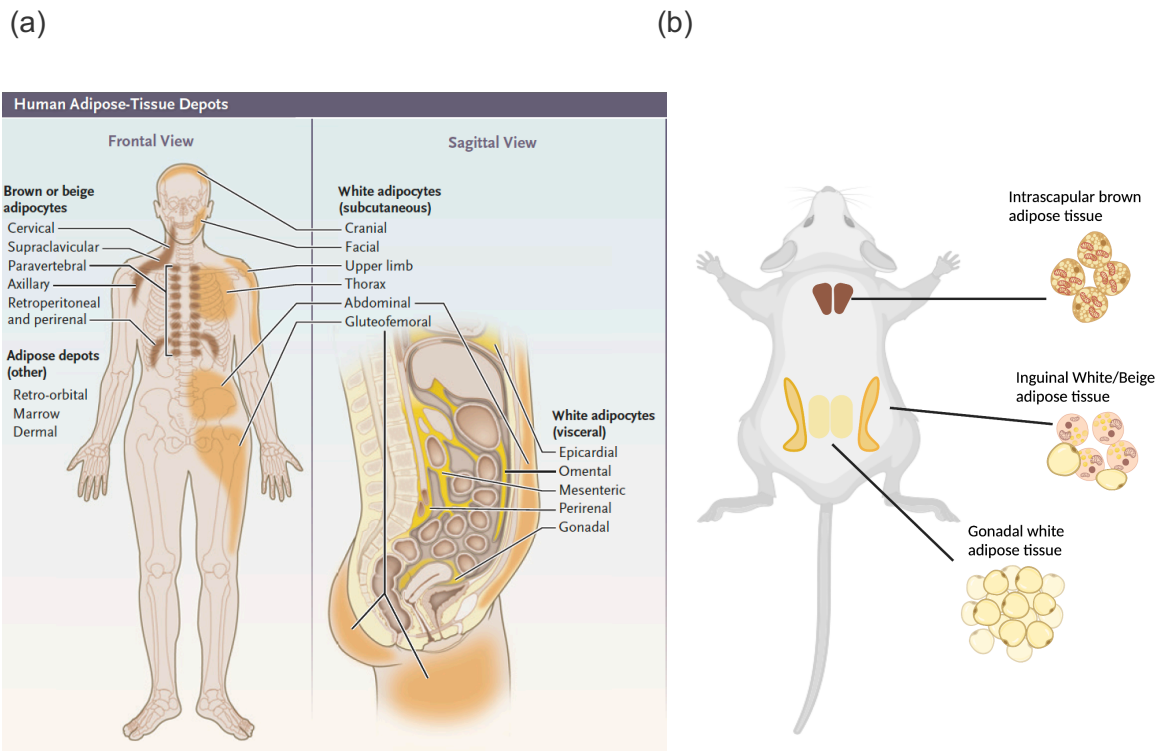 (a)
(b)
Human Adipose-Tissue Depots
Frontal View
Sagittal View
Brown or beige
adipocytes
Cervical
Supraclavicular
Paravertebral
Axillary
Retroperitoneal
and perirenal
Adipose depots
(other)
Retro-orbital
Marrow
Dermal
White adipocytes
(subcutaneous)
Cranial
Facial
Upper limb
Thorax
Abdominal
Gluteofemoral
White adipocytes
(visceral)
Epicardial
Omental
Mesenteric
Perirenal
Gonadal
Intrascapular brown
adipose tissue
Inguinal White/Beige
adipose tissue
Gonadal white
adipose tissue